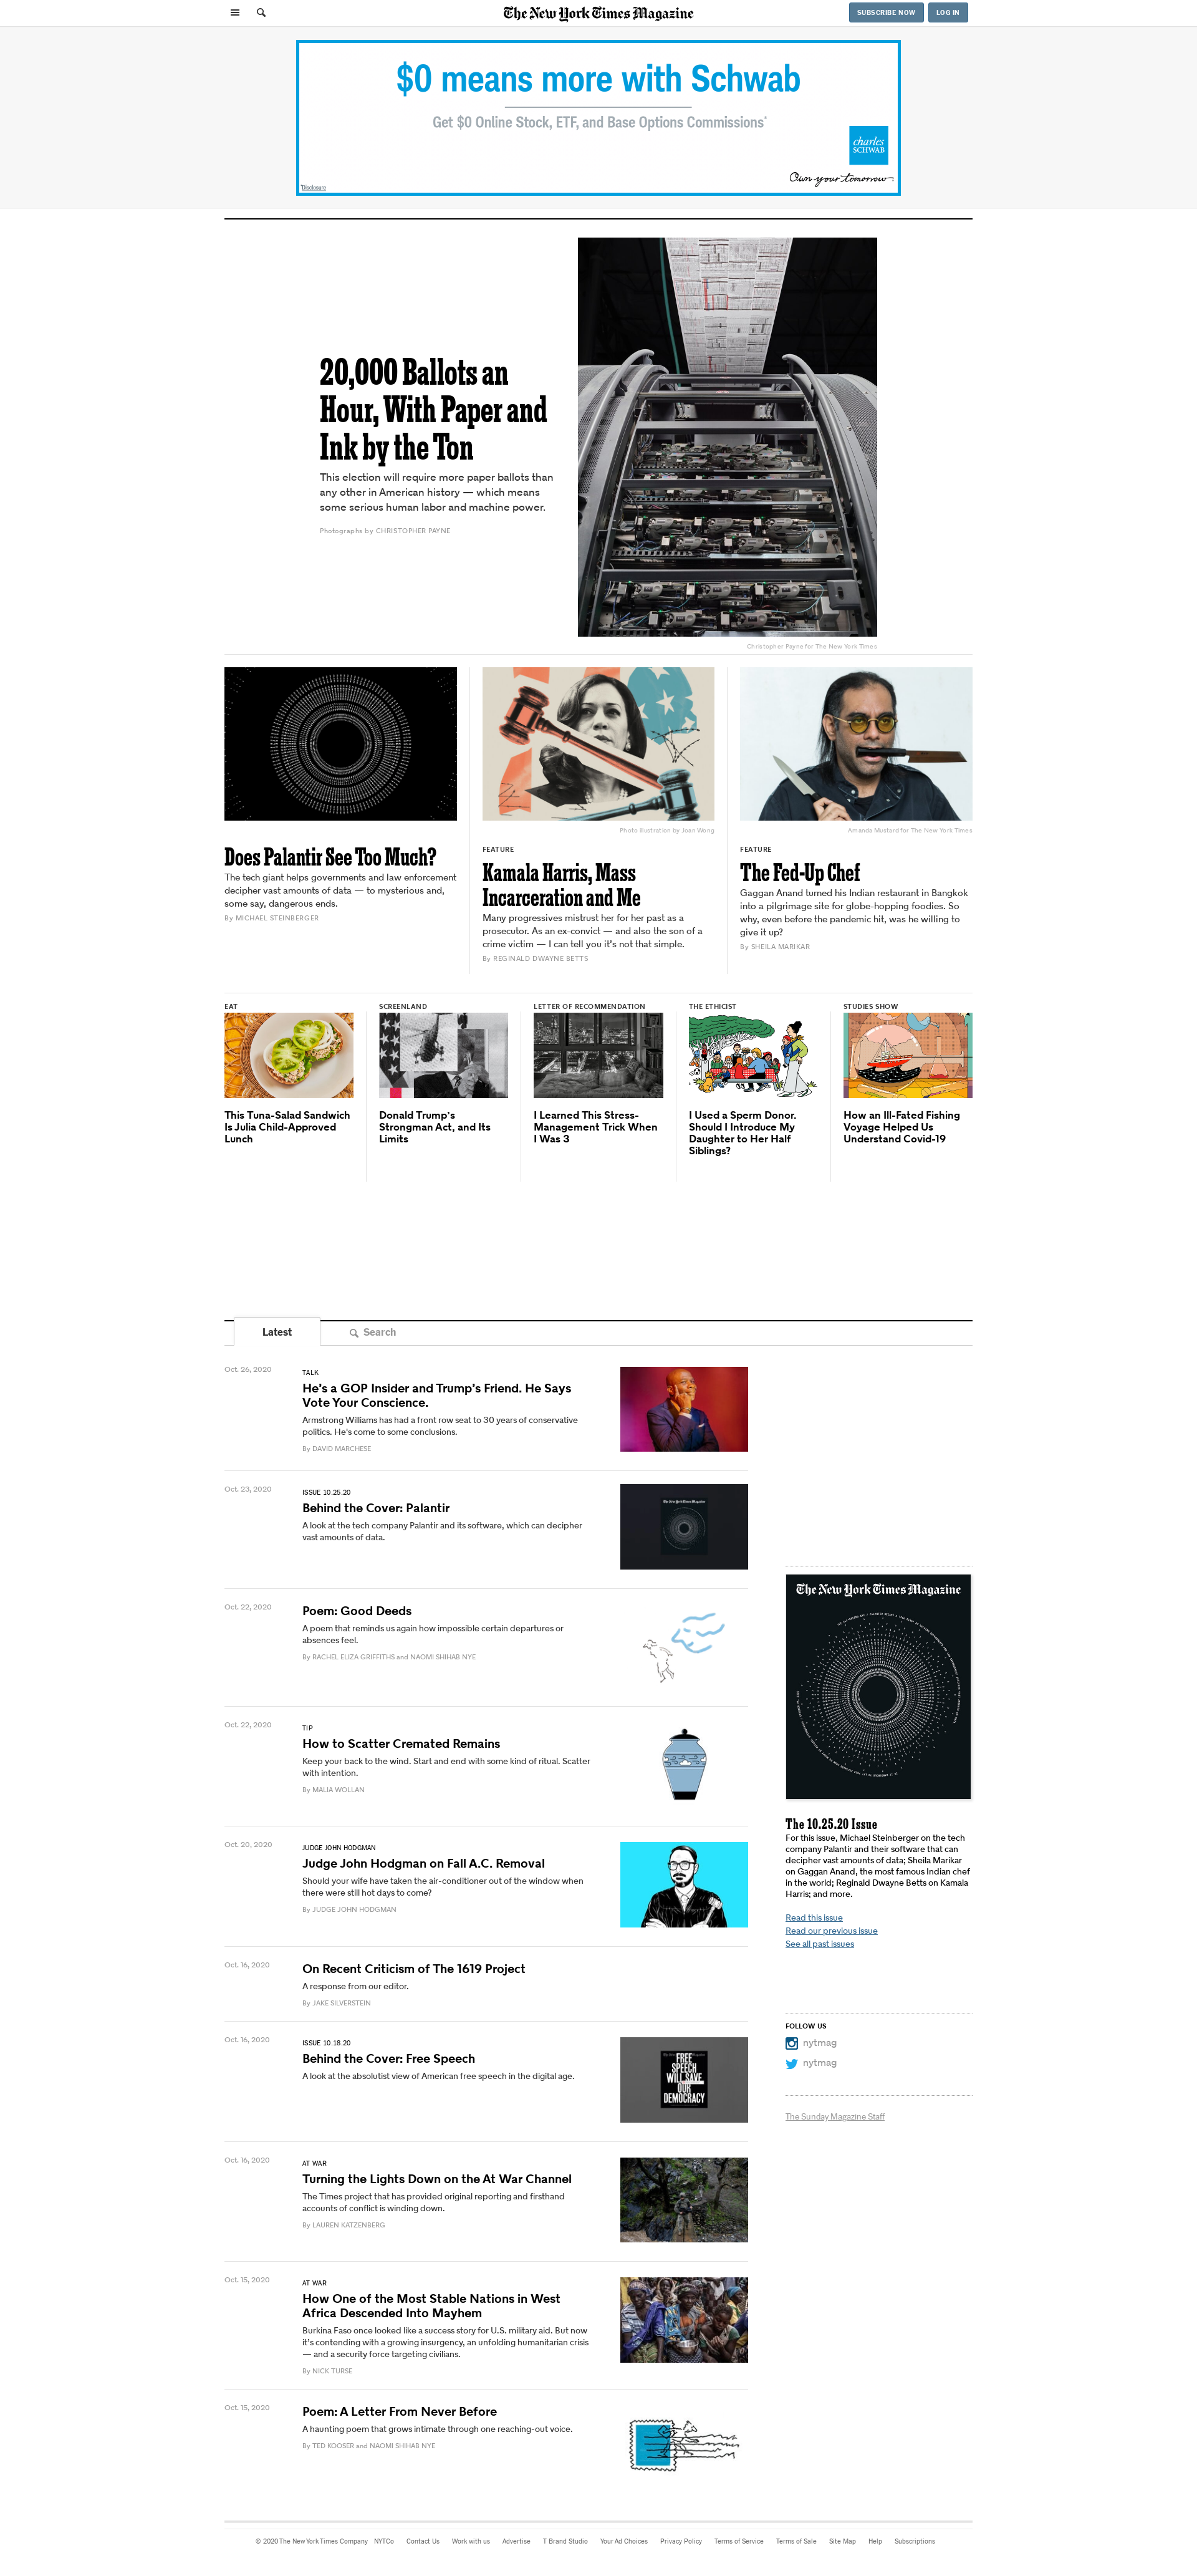 The New York Times Magazine
SUBSCRIBE NOW
LOG IN
$0 means more with Schwab
Get $0 Online Stock, ETF, and Base Options Commissions*
charles
SCHWAB
Own your tomorrow.
*Disclosure
20,000 Ballots an
Hour, With Paper and
Ink by the Ton
This election will require more paper ballots than
any other in American history — which means
some serious human labor and machine power.
Photographs by CHRISTOPHER PAYNE
Christopher Payne for The New York Times
Does Palantir See Too Much?
The tech giant helps governments and law enforcement
decipher vast amounts of data — to mysterious and,
some say, dangerous ends.
By MICHAEL STEINBERGER
Photo illustration by Joan Wong
FEATURE
Kamala Harris, Mass
Incarceration and Me
Many progressives mistrust her for her past as a
prosecutor. As an ex-convict — and also the son of a
crime victim — I can tell you it's not that simple.
By REGINALD DWAYNE BETTS
Amanda Mustard for The New York Times
FEATURE
The Fed-Up Chef
Gaggan Anand turned his Indian restaurant in Bangkok
into a pilgrimage site for globe-hopping foodies. So
why, even before the pandemic hit, was he willing to
give it up?
By SHEILA MARIKAR
EAT
This Tuna-Salad Sandwich
Is Julia Child-Approved
Lunch
SCREENLAND
Donald Trump's
Strongman Act, and Its
Limits
LETTER OF RECOMMENDATION
I Learned This Stress-
Management Trick When
I Was 3
THE ETHICIST
I Used a Sperm Donor.
Should I Introduce My
Daughter to Her Half
Siblings?
STUDIES SHOW
How an Ill-Fated Fishing
Voyage Helped Us
Understand Covid-19
Latest
Search
Oct. 26, 2020
TALK
He's a GOP Insider and Trump's Friend. He Says
Vote Your Conscience.
Armstrong Williams has had a front row seat to 30 years of conservative
politics. He's come to some conclusions.
By DAVID MARCHESE
Oct. 23, 2020
ISSUE 10.25.20
Behind the Cover: Palantir
A look at the tech company Palantir and its software, which can decipher
vast amounts of data.
The New York Times Magazine
Oct. 22, 2020
Poem: Good Deeds
A poem that reminds us again how impossible certain departures or
absences feel.
By RACHEL ELIZA GRIFFITHS and NAOMI SHIHAB NYE
Oct. 22, 2020
TIP
How to Scatter Cremated Remains
Keep your back to the wind. Start and end with some kind of ritual. Scatter
with intention.
By MALIA WOLLAN
Oct. 20, 2020
JUDGE JOHN HODGMAN
Judge John Hodgman on Fall A.C. Removal
Should your wife have taken the air-conditioner out of the window when
there were still hot days to come?
By JUDGE JOHN HODGMAN
Oct. 16, 2020
On Recent Criticism of The 1619 Project
A response from our editor.
By JAKE SILVERSTEIN
Oct. 16, 2020
ISSUE 10.18.20
Behind the Cover: Free Speech
A look at the absolutist view of American free speech in the digital age.
FREE
SPEECH
WILL SAVE
OUR
DEMOCRACY
Oct. 16, 2020
AT WAR
Turning the Lights Down on the At War Channel
The Times project that has provided original reporting and firsthand
accounts of conflict is winding down.
By LAUREN KATZENBERG
Oct. 15, 2020
AT WAR
How One of the Most Stable Nations in West
Africa Descended Into Mayhem
Burkina Faso once looked like a success story for U.S. military aid. But now
it's contending with a growing insurgency, an unfolding humanitarian crisis
— and a security force targeting civilians.
By NICK TURSE
Oct. 15, 2020
Poem: A Letter From Never Before
A haunting poem that grows intimate through one reaching-out voice.
By TED KOOSER and NAOMI SHIHAB NYE
The New York Times Magazine
The 10.25.20 Issue
For this issue, Michael Steinberger on the tech
company Palantir and their software that can
decipher vast amounts of data; Sheila Marikar
on Gaggan Anand, the most famous Indian chef
in the world; Reginald Dwayne Betts on Kamala
Harris; and more.
Read this issue
Read our previous issue
See all past issues
FOLLOW US
nytmag
nytmag
The Sunday Magazine Staff
© 2020 The New York Times Company NYTCo Contact Us Work with us Advertise T Brand Studio Your Ad Choices Privacy Policy Terms of Service Terms of Sale Site Map Help Subscriptions